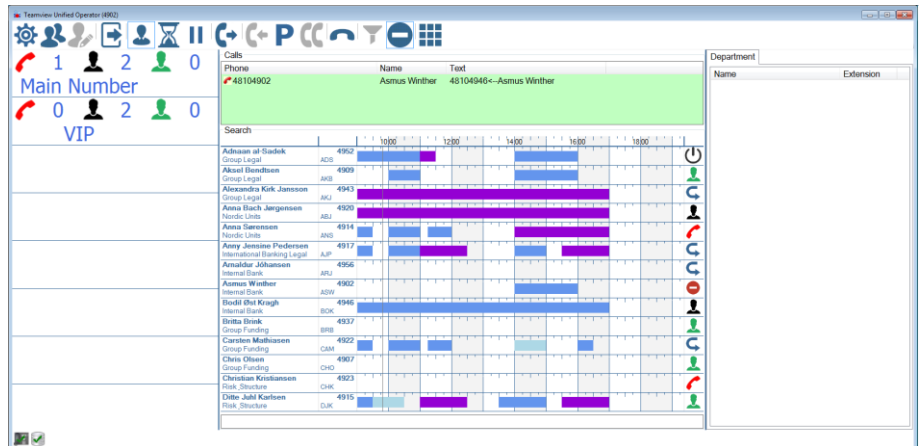 Teamview Unified Operator (4902)
P
1 2 0
Main Number
0 2 0
VIP
Calls
Phone Name Text
48104902 Asmus Winther 48104946<--Asmus Winther
Search
10:00 12:00 14:00 16:00 18:00
Adnaan al-Sadek 4952
Group Legal ADS
Aksel Bendtsen 4909
Group Legal AKB
Alexandra Kirk Jansson 4943
Group Legal AKJ
Anna Bach Jørgensen 4920
Nordic Units ABJ
Anna Sørensen 4914
Nordic Units ANS
Anny Jensine Pedersen 4917
International Banking Legal AJP
Arnaldur Jóhansen 4956
Internal Bank ARJ
Asmus Winther 4902
Internal Bank ASW
Bodil Øst Kragh 4946
Internal Bank BOK
Britta Brink 4937
Group Funding BRB
Carsten Mathiasen 4922
Group Funding CAM
Chris Olsen 4987
Group Funding CHO
Christian Kristiansen 4923
Risk_Structure CHK
Ditte Juhl Karlsen 4915
Risk_Structure DJK
Department
Name Extension